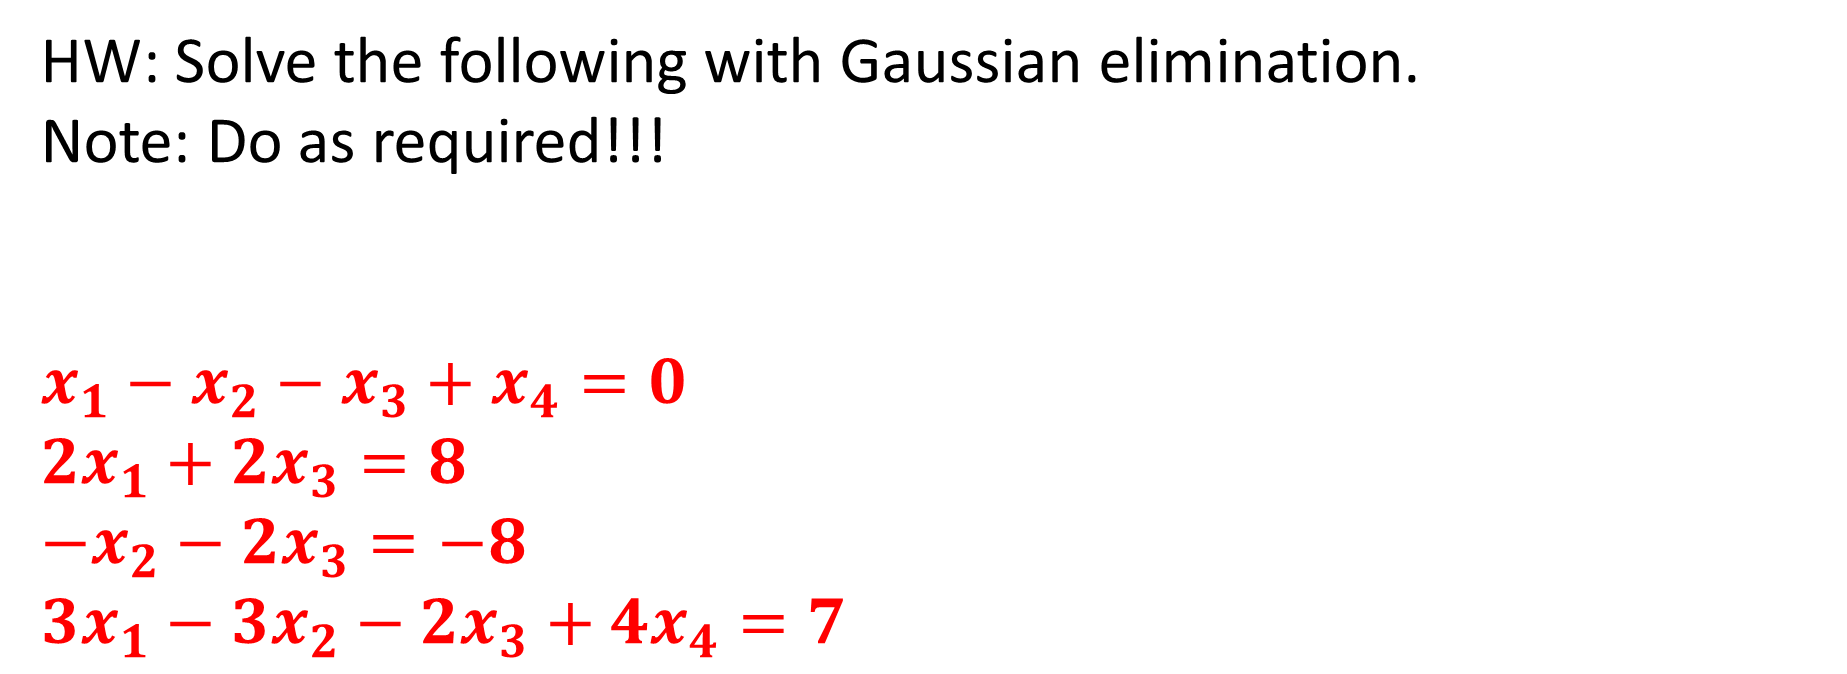 HW: Solve the following with Gaussian elimination.
Note: Do as required!!!
x₁ − x₂ − x₃ + x₄ = 0
2x₁ + 2x₃ = 8
−x₂ − 2x₃ = −8
3x₁ − 3x₂ − 2x₃ + 4x₄ = 7